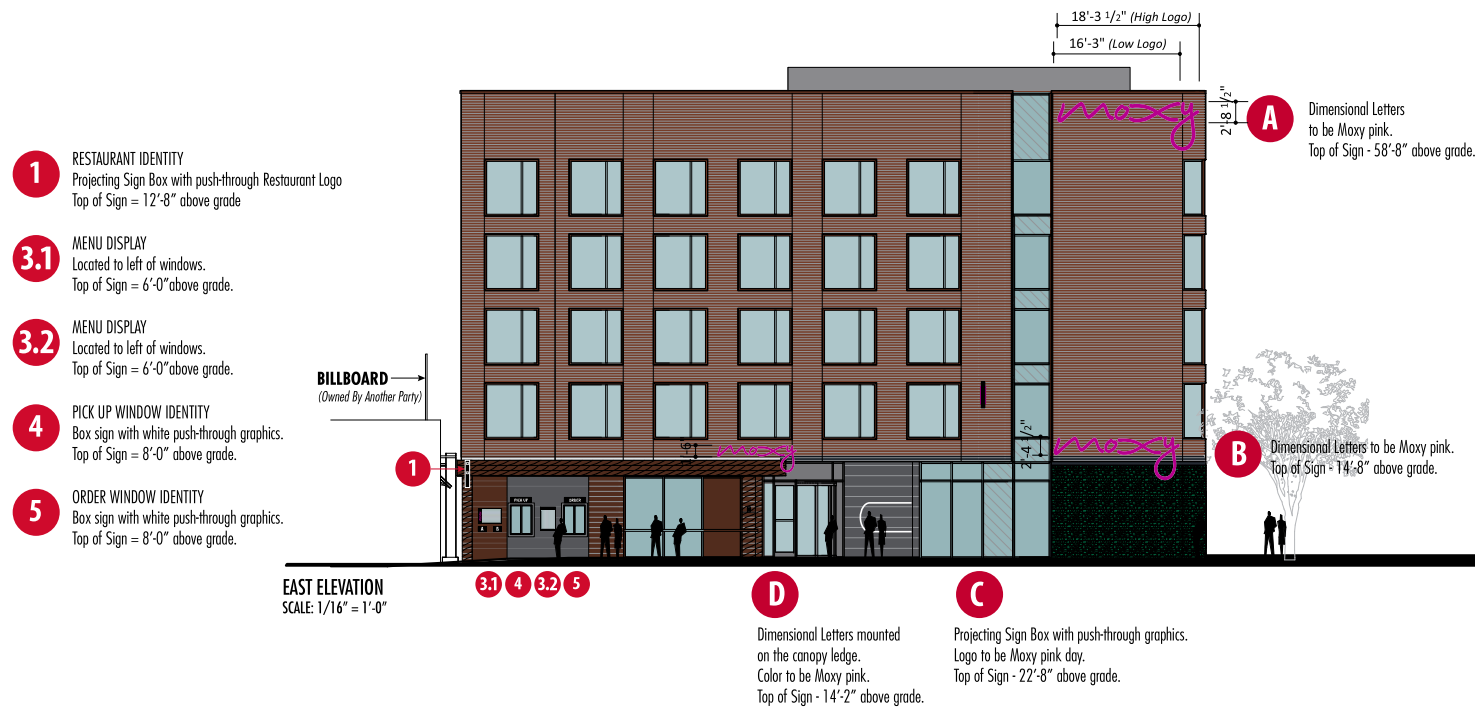 18'-3 1/2" (High Logo)
16'-3" (Low Logo)
moxy
2'-8 1/2"
A
Dimensional Letters
to be Moxy pink.
Top of Sign - 58'-8" above grade.
1
RESTAURANT IDENTITY
Projecting Sign Box with push-through Restaurant Logo
Top of Sign = 12'-8" above grade
3.1
MENU DISPLAY
Located to left of windows.
Top of Sign = 6'-0"above grade.
3.2
MENU DISPLAY
Located to left of windows.
Top of Sign = 6'-0"above grade.
4
PICK UP WINDOW IDENTITY
Box sign with white push-through graphics.
Top of Sign = 8'-0" above grade.
5
ORDER WINDOW IDENTITY
Box sign with white push-through graphics.
Top of Sign = 8'-0" above grade.
BILLBOARD
(Owned By Another Party)
1
moxy
2'-4 1/2"
moxy
B
Dimensional Letters to be Moxy pink.
Top of Sign - 14'-8" above grade.
PICK UP
ORDER
EAST ELEVATION
SCALE: 1/16" = 1'-0"
3.1
4
3.2
5
D
Dimensional Letters mounted
on the canopy ledge.
Color to be Moxy pink.
Top of Sign - 14'-2" above grade.
C
Projecting Sign Box with push-through graphics.
Logo to be Moxy pink day.
Top of Sign - 22'-8" above grade.